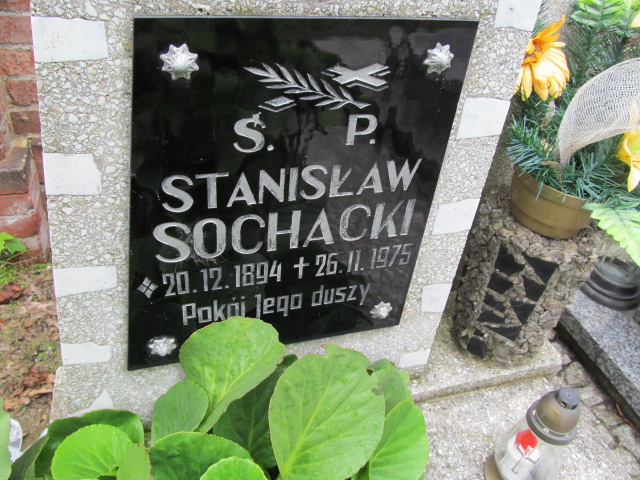 Ś. P.
STANISŁAW
SOCHACKI
20.12.1894 + 26.11.1975
Pokój Jego duszy